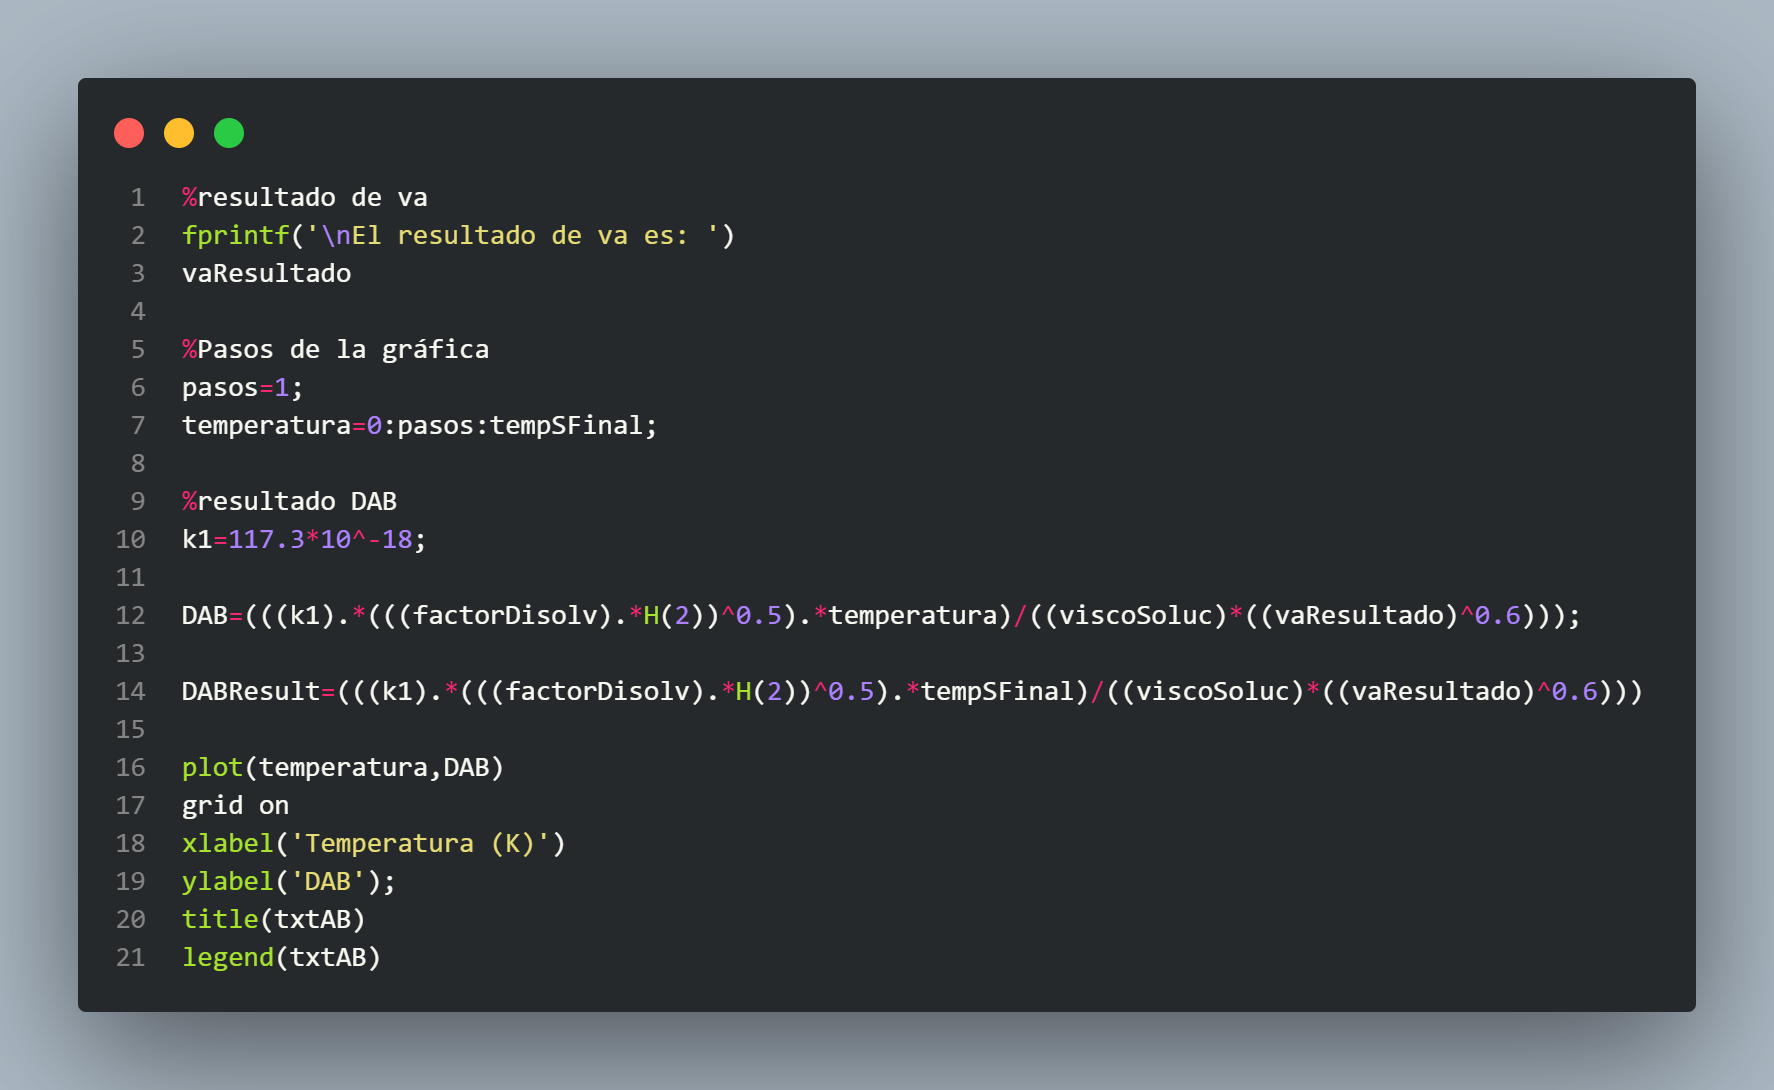 1 %resultado de va
2 fprintf('\nEl resultado de va es: ')
3 vaResultado
4
5 %Pasos de la gráfica
6 pasos=1;
7 temperatura=0:pasos:tempSFinal;
8
9 %resultado DAB
10 k1=117.3*10^-18;
11
12 DAB=(((k1).*(((factorDisolv).*H(2))^0.5).*temperatura)/((viscoSoluc)*((vaResultado)^0.6)));
13
14 DABResult=(((k1).*(((factorDisolv).*H(2))^0.5).*tempSFinal)/((viscoSoluc)*((vaResultado)^0.6)))
15
16 plot(temperatura,DAB)
17 grid on
18 xlabel('Temperatura (K)')
19 ylabel('DAB');
20 title(txtAB)
21 legend(txtAB)